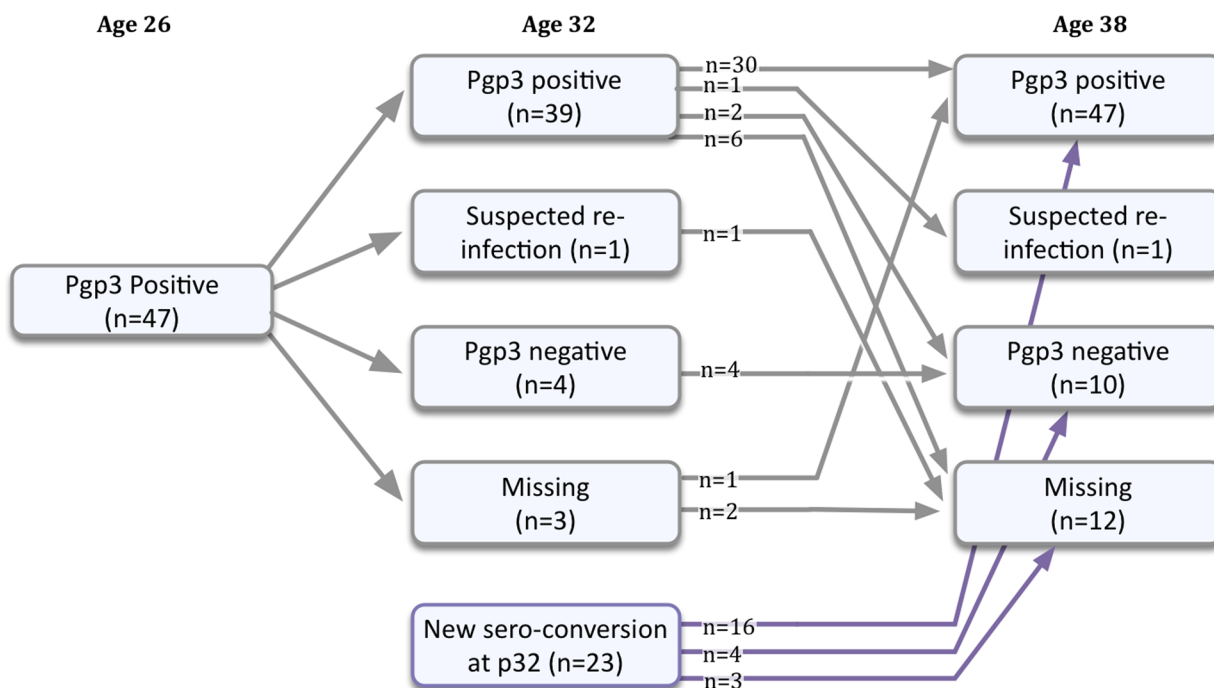 Age 26
Age 32
Age 38
Pgp3 Positive
(n=47)
Pgp3 positive
(n=39)
Suspected re-
infection (n=1)
Pgp3 negative
(n=4)
Missing
(n=3)
New sero-conversion
at p32 (n=23)
n=30
n=1
n=2
n=6
n=1
n=4
n=1
n=2
n=16
n=4
n=3
Pgp3 positive
(n=47)
Suspected re-
infection (n=1)
Pgp3 negative
(n=10)
Missing
(n=12)